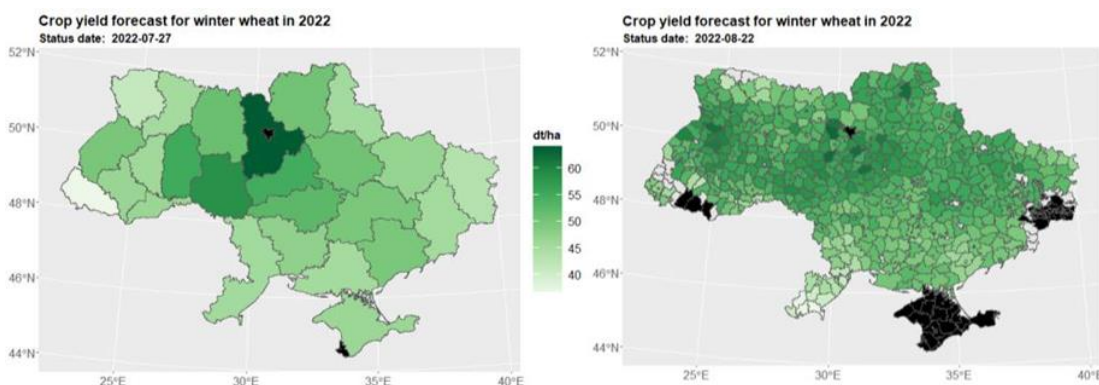 Crop yield forecast for winter wheat in 2022
Status date: 2022-07-27
52°N
50°N
48°N
46°N
44°N
25°E
30°E
35°E
40°E
dt/ha
60
55
50
45
40
Crop yield forecast for winter wheat in 2022
Status date: 2022-08-22
52°N
50°N
48°N
46°N
44°N
25°E
30°E
35°E
40°E